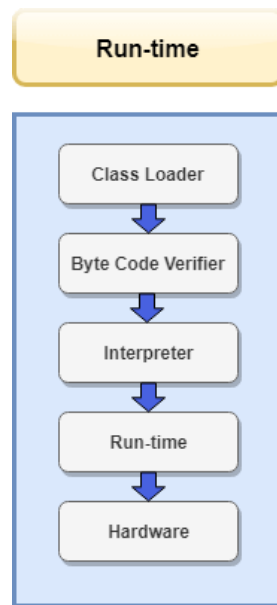 Run-time
Class Loader
Byte Code Verifier
Interpreter
Run-time
Hardware